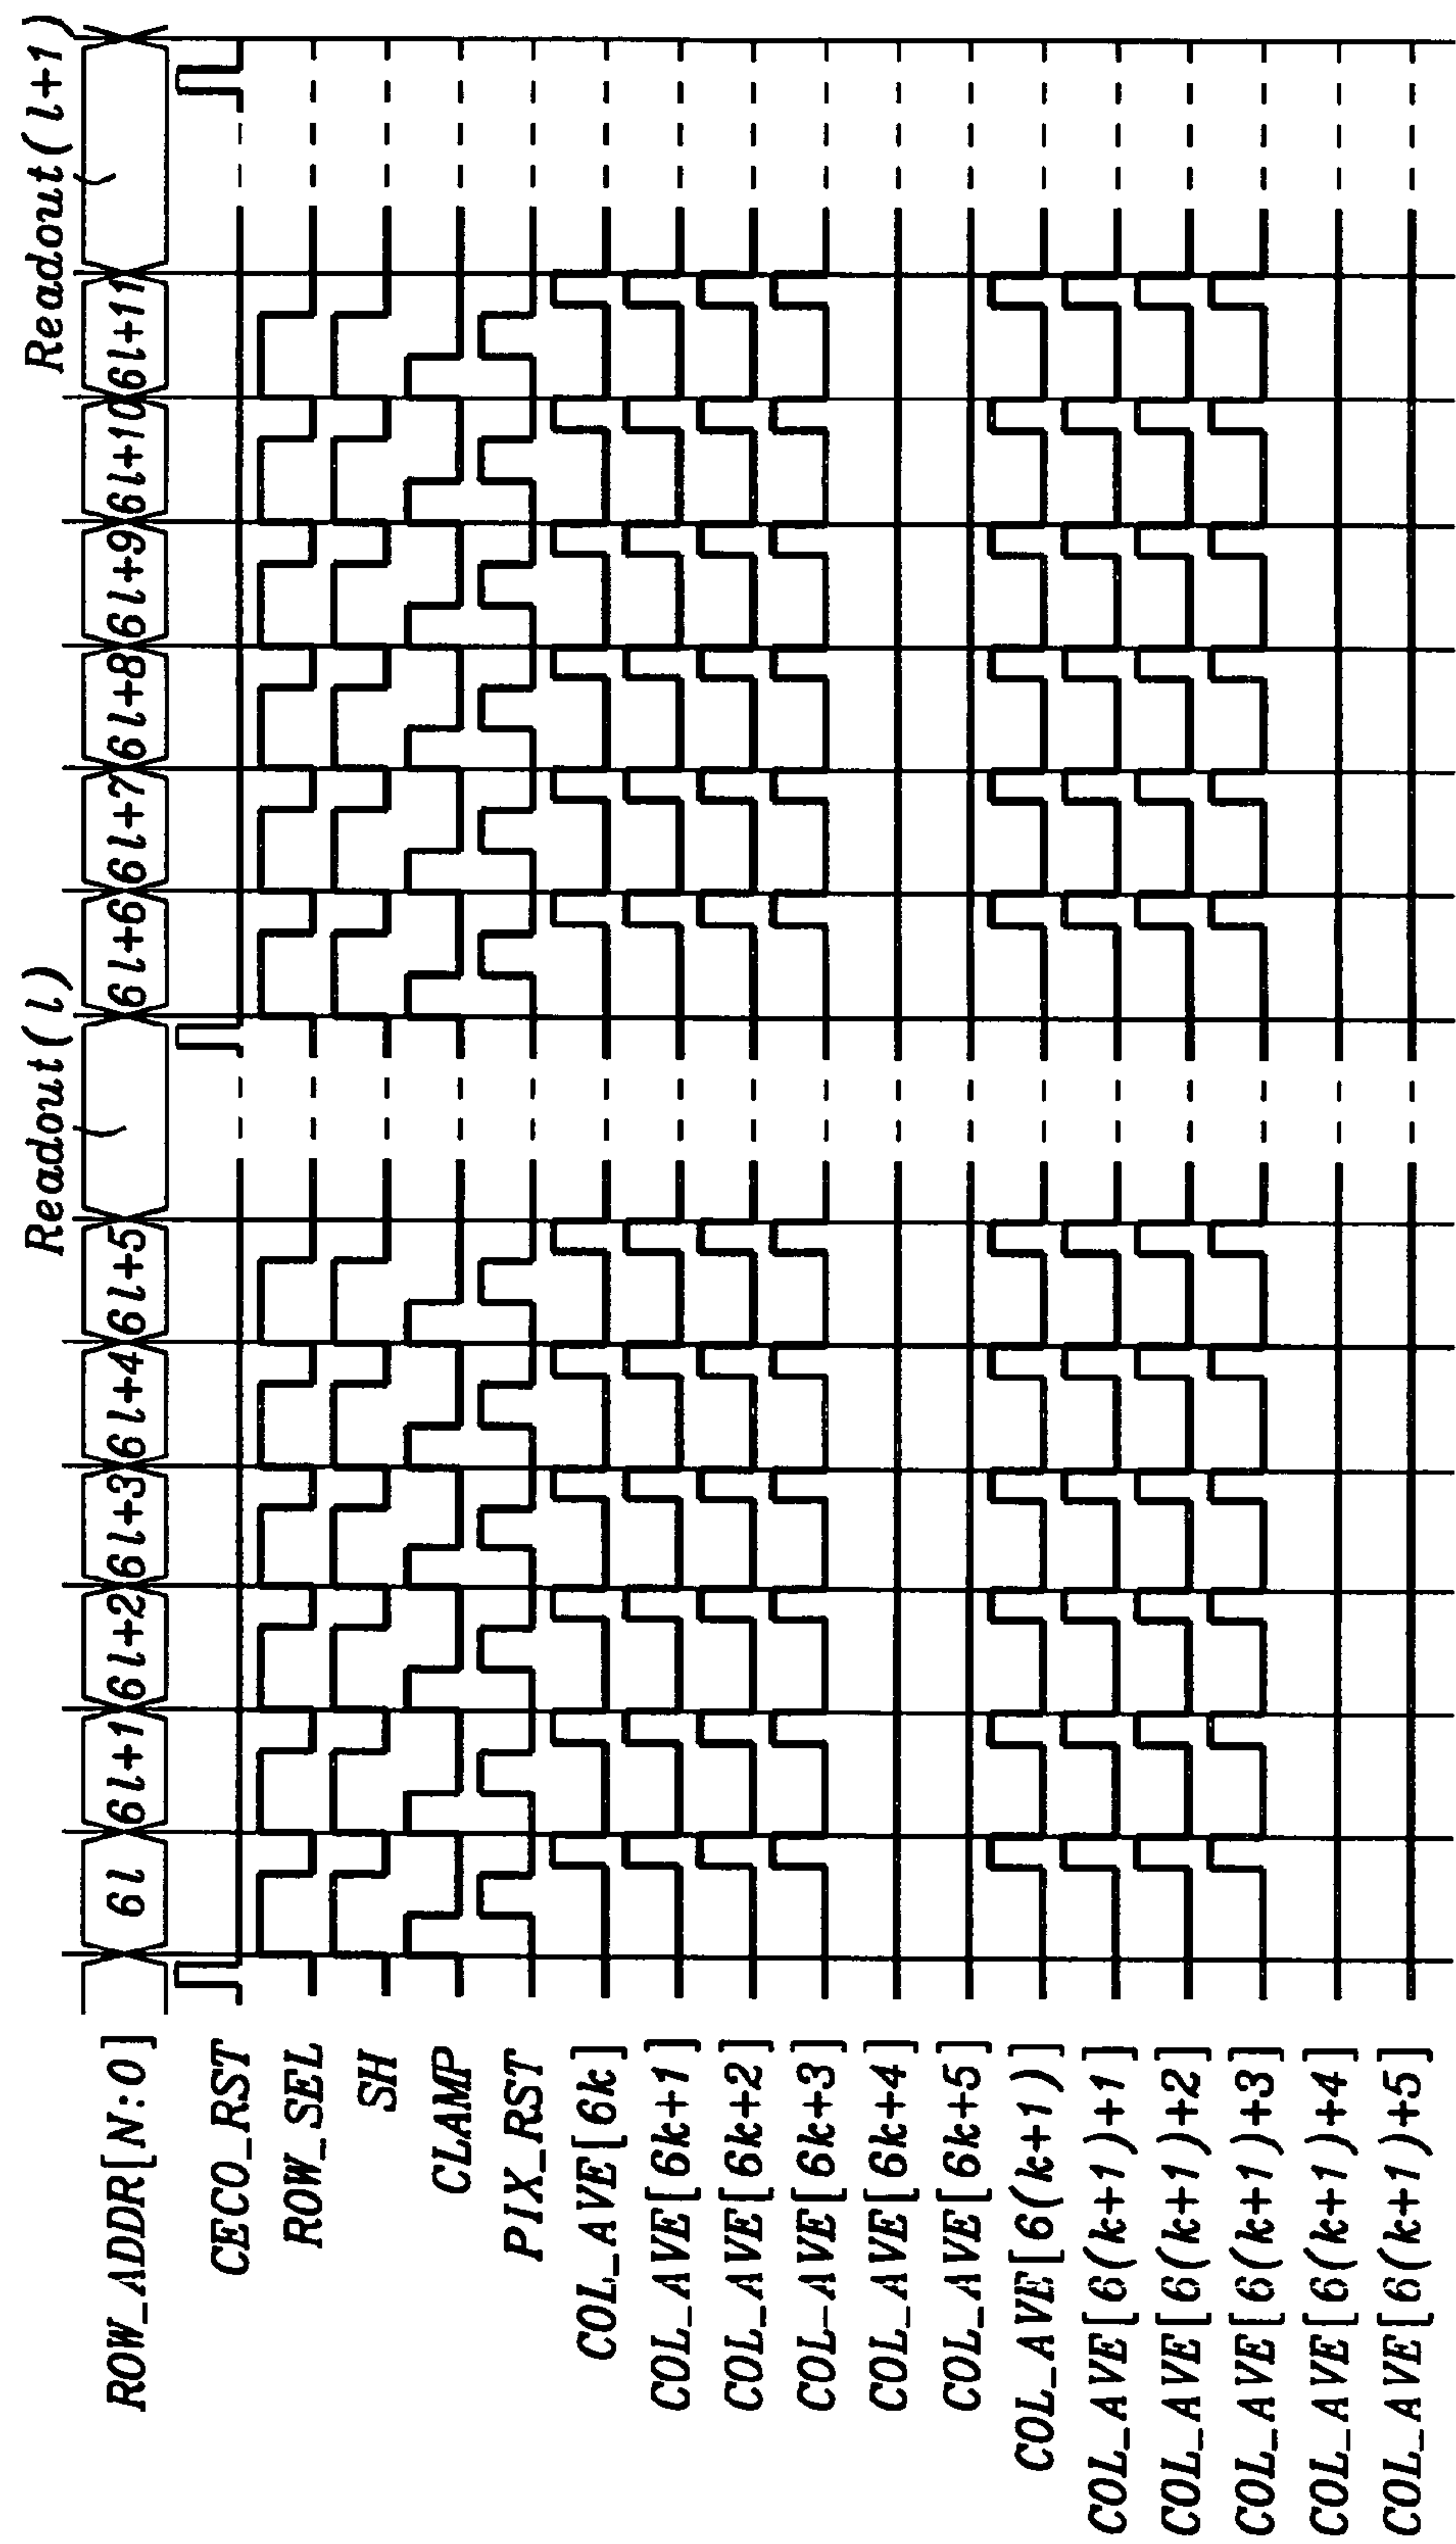 Readout(l)
Readout(l+1)
ROW_ADDR[N:0]
6l
6l+1
6l+2
6l+3
6l+4
6l+5
6l+6
6l+7
6l+8
6l+9
6l+10
6l+11
CECO_RST
ROW_SEL
SH
CLAMP
PIX_RST
COL_AVE[6k]
COL_AVE[6k+1]
COL_AVE[6k+2]
COL_AVE[6k+3]
COL_AVE[6k+4]
COL_AVE[6k+5]
COL_AVE[6(k+1)]
COL_AVE[6(k+1)+1]
COL_AVE[6(k+1)+2]
COL_AVE[6(k+1)+3]
COL_AVE[6(k+1)+4]
COL_AVE[6(k+1)+5]